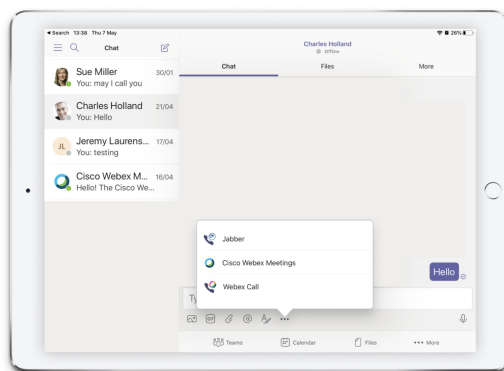 Search 13:38 Thu 7 May
26%
Chat
Sue Miller 30/01
You: may I call you
Charles Holland 21/04
You: Hello
JL
Jeremy Laurens... 17/04
You: testing
Cisco Webex M... 16/04
Hello! The Cisco We...
Charles Holland
Offline
Chat Files More
Hello
Jabber
Cisco Webex Meetings
Webex Call
Ty
GIF
Teams Calendar Files More